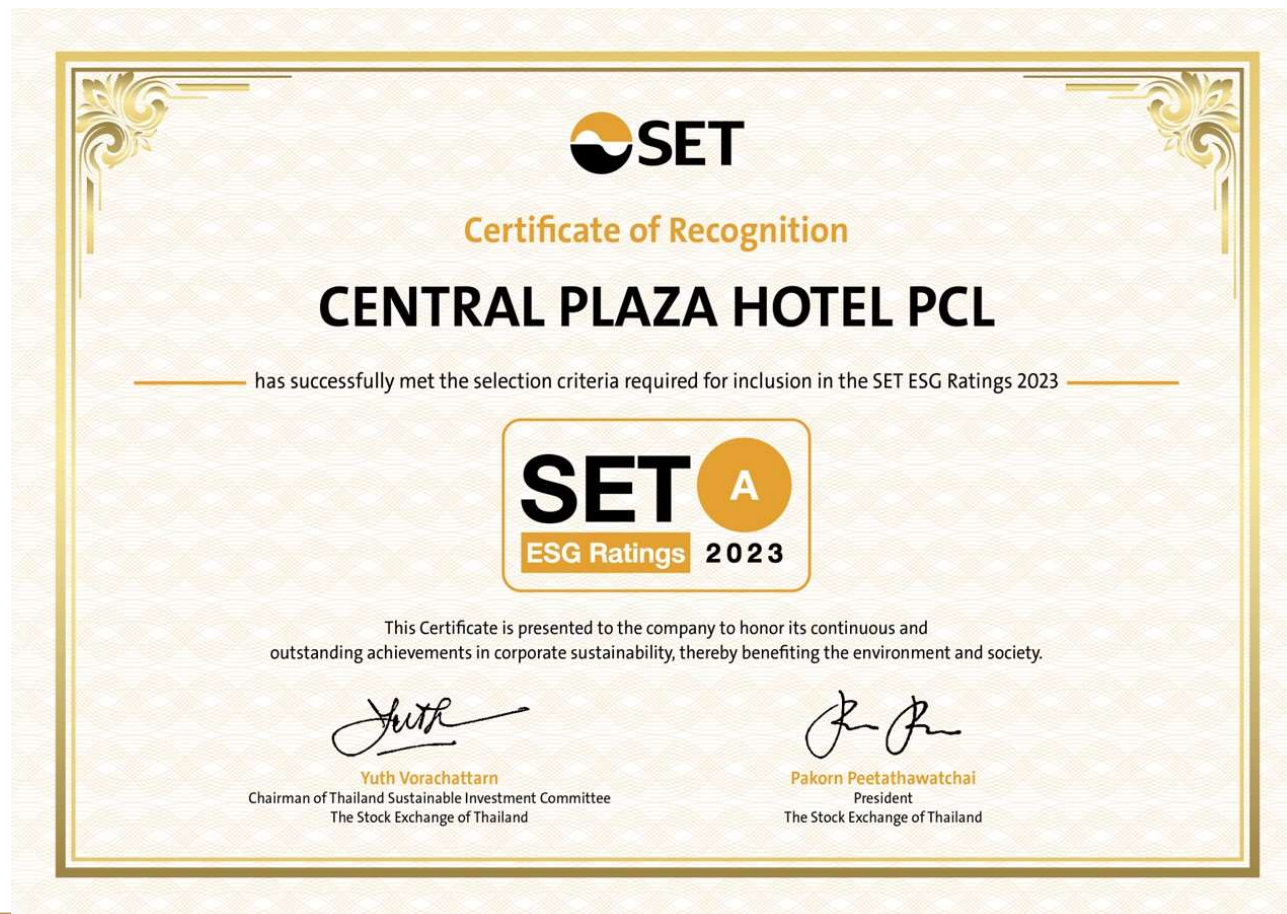 SET
Certificate of Recognition
CENTRAL PLAZA HOTEL PCL
has successfully met the selection criteria required for inclusion in the SET ESG Ratings 2023
SET A
ESG Ratings 2023
This Certificate is presented to the company to honor its continuous and
outstanding achievements in corporate sustainability, thereby benefiting the environment and society.
Yuth
Yuth Vorachattarn
Chairman of Thailand Sustainable Investment Committee
The Stock Exchange of Thailand
Pakorn Peetathawatchai
President
The Stock Exchange of Thailand